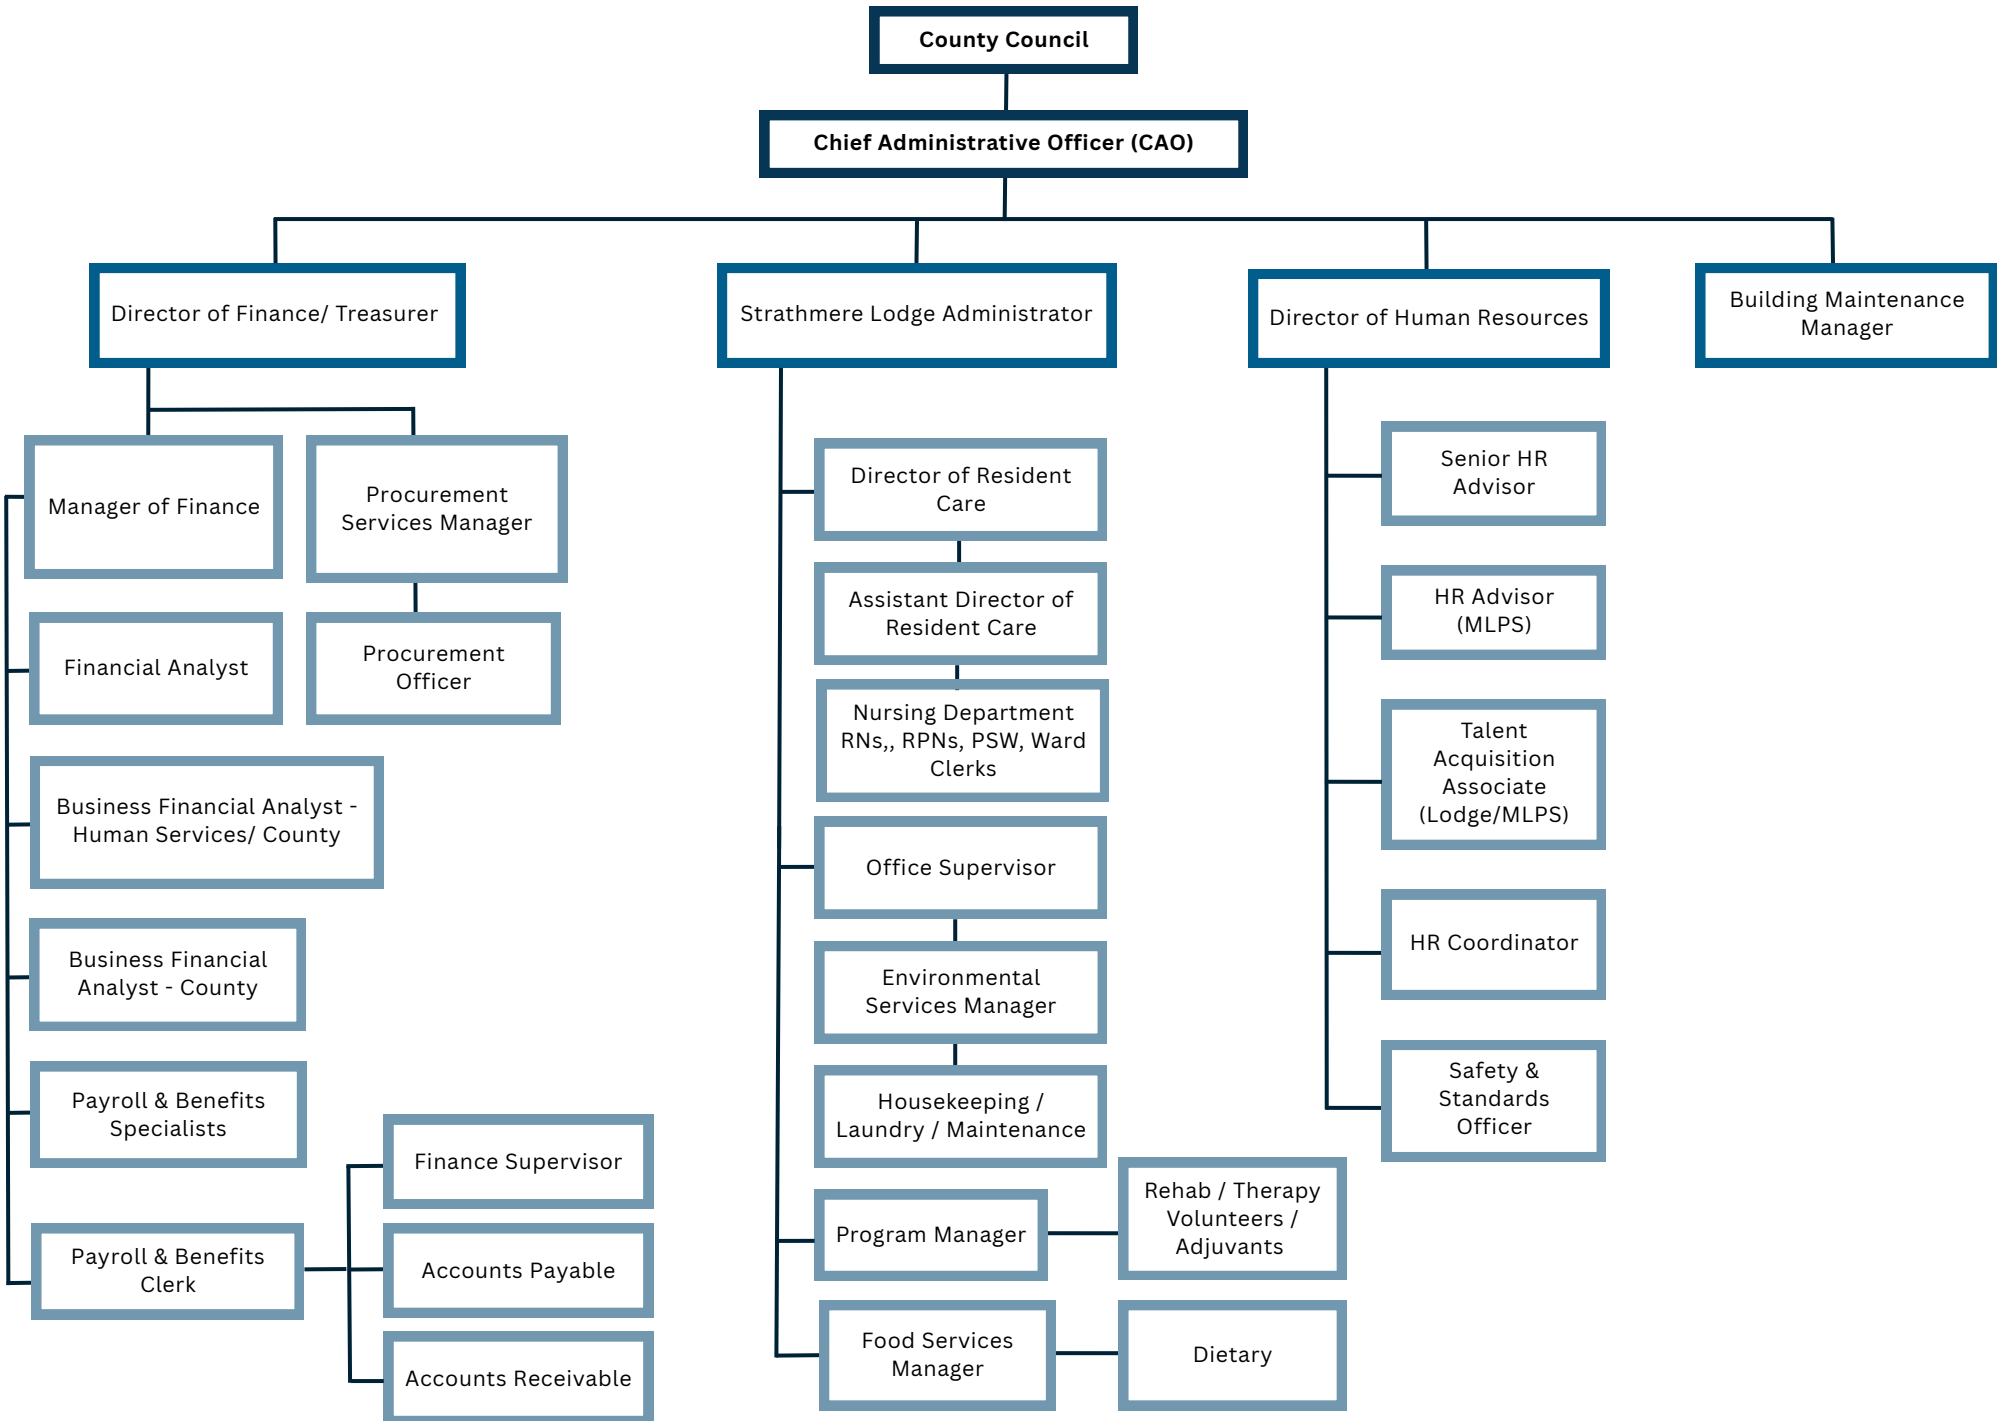 County Council
Chief Administrative Officer (CAO)
Director of Finance/ Treasurer
Strathmere Lodge Administrator
Director of Human Resources
Building Maintenance
Manager
Manager of Finance
Procurement
Services Manager
Financial Analyst
Procurement
Officer
Business Financial Analyst -
Human Services/ County
Business Financial
Analyst - County
Payroll & Benefits
Specialists
Payroll & Benefits
Clerk
Finance Supervisor
Accounts Payable
Accounts Receivable
Director of Resident
Care
Assistant Director of
Resident Care
Nursing Department
RNs,, RPNs, PSW, Ward
Clerks
Office Supervisor
Environmental
Services Manager
Housekeeping /
Laundry / Maintenance
Program Manager
Rehab / Therapy
Volunteers /
Adjuvants
Food Services
Manager
Dietary
Senior HR
Advisor
HR Advisor
(MLPS)
Talent
Acquisition
Associate
(Lodge/MLPS)
HR Coordinator
Safety &
Standards
Officer